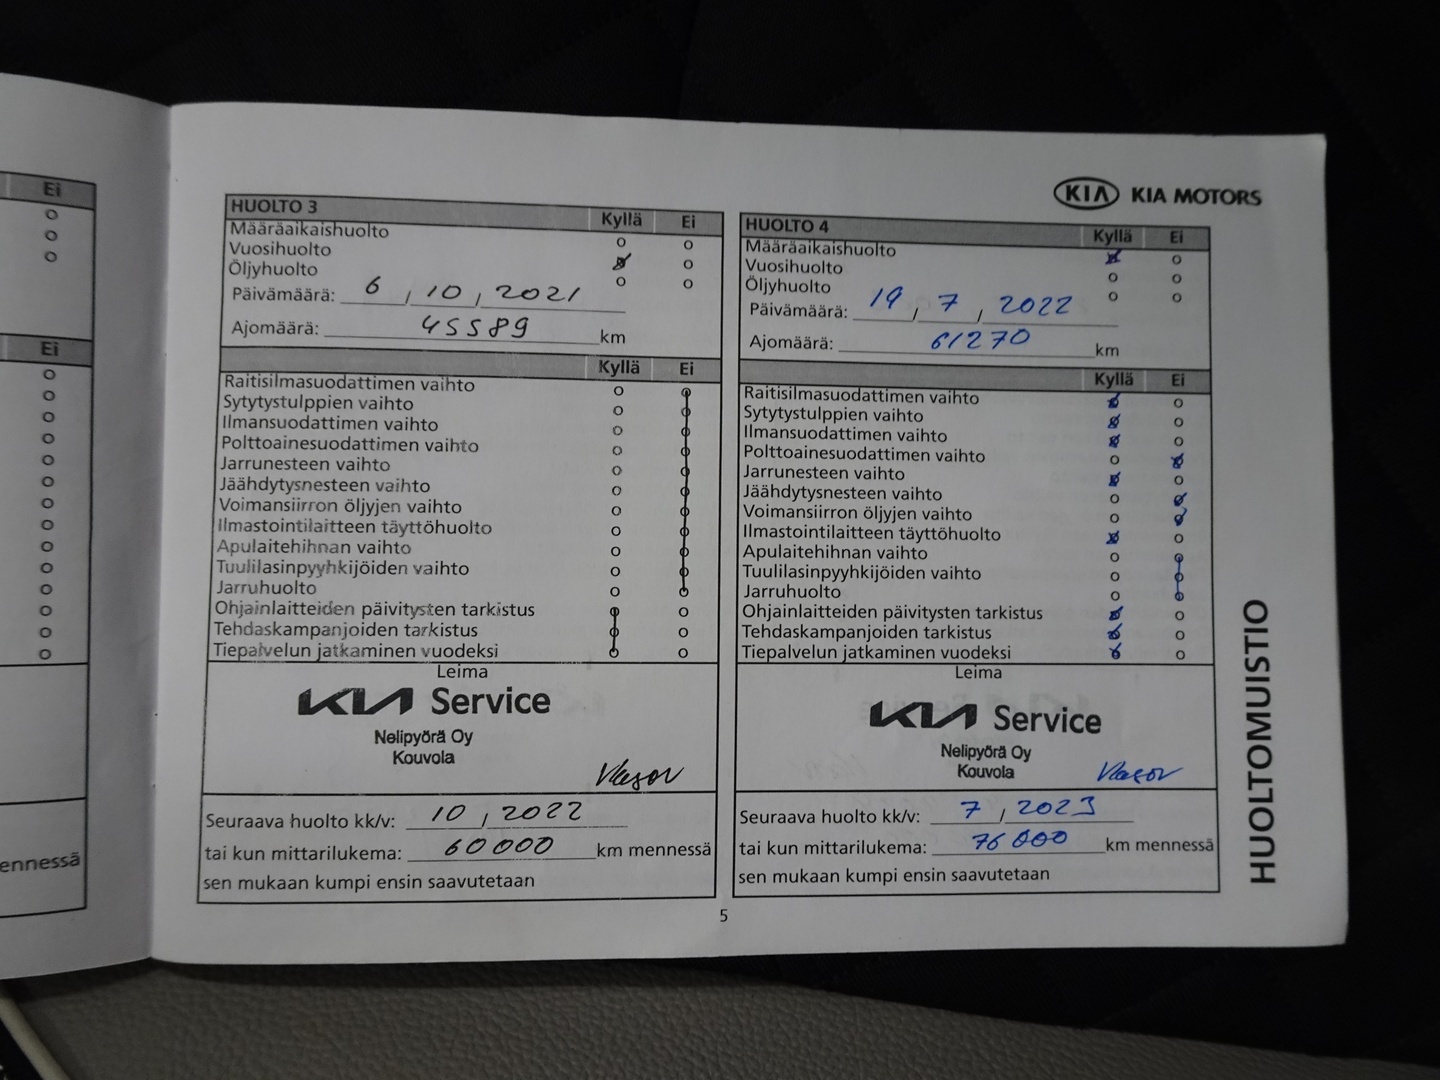 Ei
Ei
ennessä
KIA KIA MOTORS
HUOLTO 3 Kyllä Ei
Määräaikaishuolto
Vuosihuolto
Öljyhuolto
Päivämäärä: 6 , 10 , 2021
Ajomäärä: 45589 km
Kyllä Ei
Raitisilmasuodattimen vaihto
Sytytystulppien vaihto
Ilmansuodattimen vaihto
Polttoainesuodattimen vaihto
Jarrunesteen vaihto
Jäähdytysnesteen vaihto
Voimansiirron öljyjen vaihto
Ilmastointilaitteen täyttöhuolto
Apulaitehihnan vaihto
Tuulilasinpyyhkijöiden vaihto
Jarruhuolto
Ohjainlaitteiden päivitysten tarkistus
Tehdaskampanjoiden tarkistus
Tiepalvelun jatkaminen vuodeksi
Leima
KIA Service
Nelipyörä Oy
Kouvola
Seuraava huolto kk/v: 10 , 2022
tai kun mittarilukema: 60000 km mennessä
sen mukaan kumpi ensin saavutetaan
HUOLTO 4 Kyllä Ei
Määräaikaishuolto
Vuosihuolto
Öljyhuolto
Päivämäärä: 19 , 7 , 2022
Ajomäärä: 61270 km
Kyllä Ei
Raitisilmasuodattimen vaihto
Sytytystulppien vaihto
Ilmansuodattimen vaihto
Polttoainesuodattimen vaihto
Jarrunesteen vaihto
Jäähdytysnesteen vaihto
Voimansiirron öljyjen vaihto
Ilmastointilaitteen täyttöhuolto
Apulaitehihnan vaihto
Tuulilasinpyyhkijöiden vaihto
Jarruhuolto
Ohjainlaitteiden päivitysten tarkistus
Tehdaskampanjoiden tarkistus
Tiepalvelun jatkaminen vuodeksi
Leima
KIA Service
Nelipyörä Oy
Kouvola
Seuraava huolto kk/v: 7 , 2023
tai kun mittarilukema: 76000 km mennessä
sen mukaan kumpi ensin saavutetaan
HUOLTOMUISTIO
5